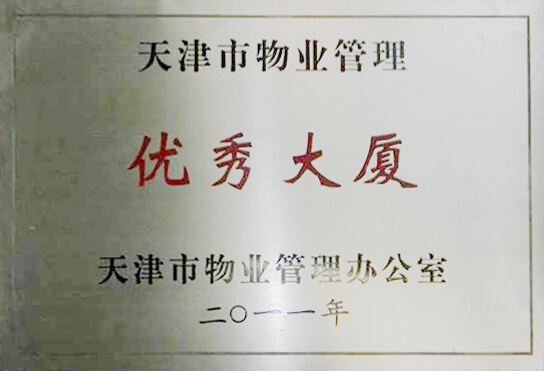 天津市物业管理
优秀大厦
天津市物业管理办公室
二〇一一年